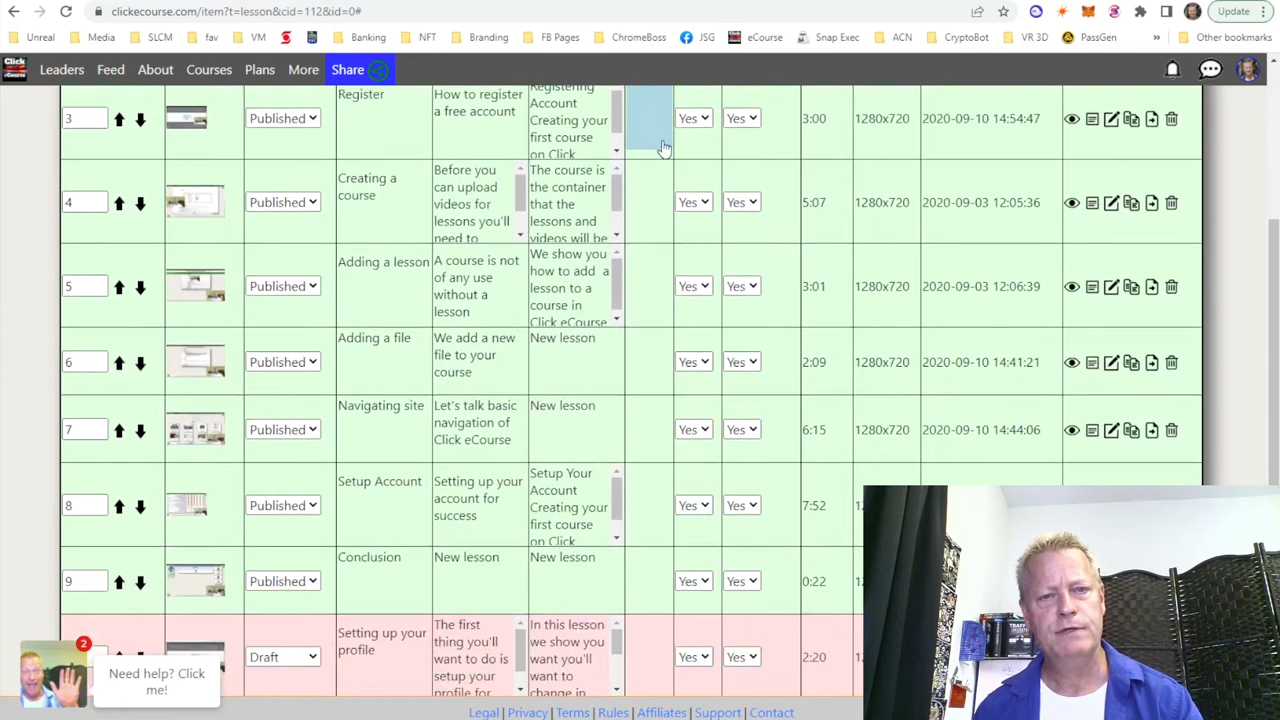 clickecourse.com/item?t=lesson&cid=112&id=0#
Update
Unreal
Media
SLCM
fav
VM
Banking
NFT
Branding
FB Pages
ChromeBoss
JSG
eCourse
Snap Exec
ACN
CryptoBot
VR 3D
PassGen
»
Other bookmarks
Click
eCourse
Leaders
Feed
About
Courses
Plans
More
Share
3
Published
Register
How to register
a free account
Registering
Account
Creating your
first course
on Click
Yes
Yes
3:00
1280x720
2020-09-10 14:54:47
4
Published
Creating a
course
Before you
can upload
videos for
lessons you'll
need to
The course is
the container
that the
lessons and
videos will be
Yes
Yes
5:07
1280x720
2020-09-03 12:05:36
5
Published
Adding a lesson
A course is not
of any use
without a
lesson
We show you
how to add a
lesson to a
course in
Click eCourse
Yes
Yes
3:01
1280x720
2020-09-03 12:06:39
6
Published
Adding a file
We add a new
file to your
course
New lesson
Yes
Yes
2:09
1280x720
2020-09-10 14:41:21
7
Published
Navigating site
Let's talk basic
navigation of
Click eCourse
New lesson
Yes
Yes
6:15
1280x720
2020-09-10 14:44:06
8
Published
Setup Account
Setting up your
account for
success
Setup Your
Account
Creating your
first course
on Click
Yes
Yes
7:52
9
Published
Conclusion
New lesson
New lesson
Yes
Yes
0:22
Draft
Setting up your
profile
The first
thing you'll
want to do is
setup your
profile for
In this lesson
we show you
want you'll
want to
change in
Yes
Yes
2:20
2
Need help? Click
me!
TRAFFIC
SECRETS
Legal | Privacy | Terms | Rules | Affiliates | Support | Contact